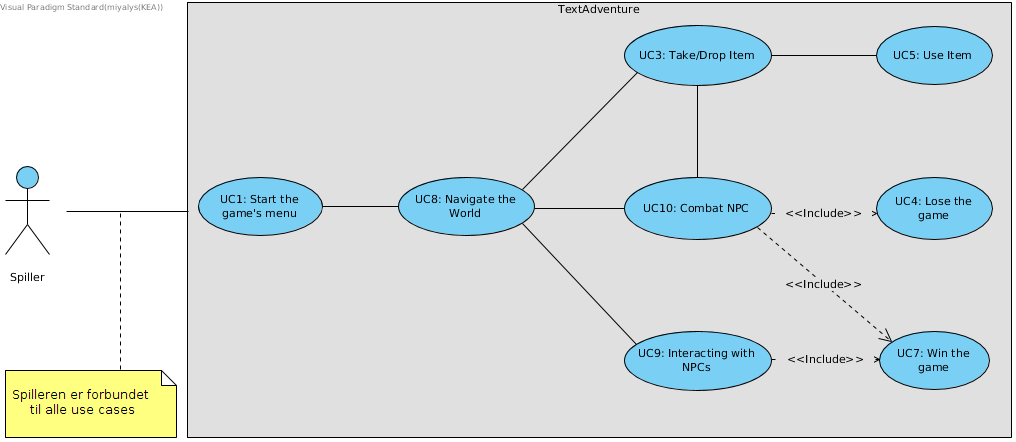 Visual Paradigm Standard(miyalys(KEA))
TextAdventure
UC3: Take/Drop Item
UC5: Use Item
UC1: Start the
game's menu
UC8: Navigate the
World
UC10: Combat NPC
<<Include>>
UC4: Lose the
game
Spiller
<<Include>>
UC9: Interacting with
NPCs
<<Include>>
UC7: Win the
game
Spilleren er forbundet
til alle use cases